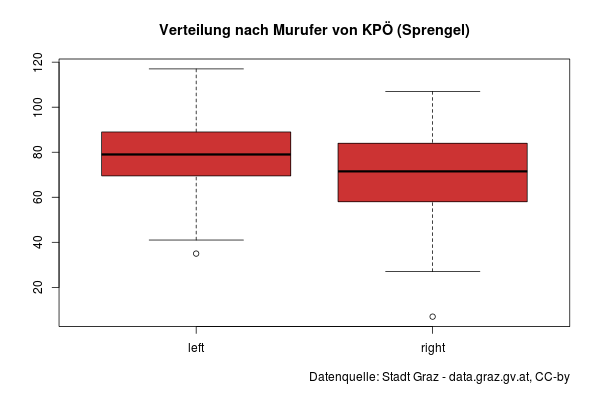 Verteilung nach Murufer von KPÖ (Sprengel)
120
100
80
60
40
20
left
right
Datenquelle: Stadt Graz - data.graz.gv.at, CC-by